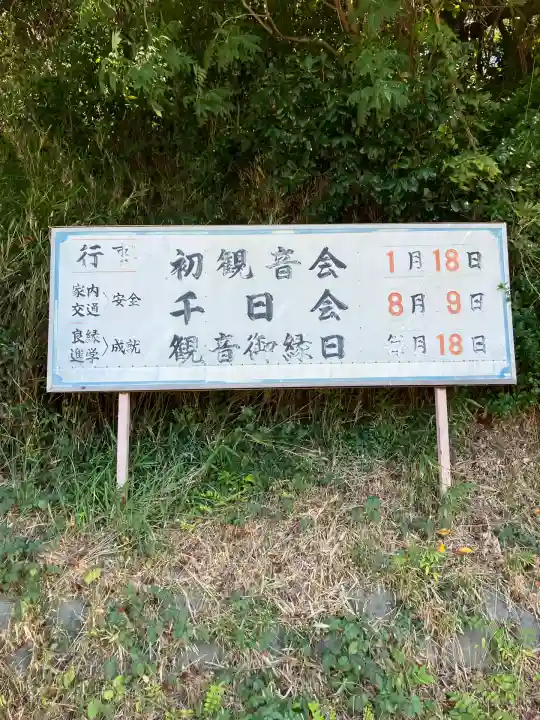 行事
初観音会 1月18日
千日会 8月9日
観音御縁日 毎月18日
家内
交通〉安全
良縁
進学〉成就